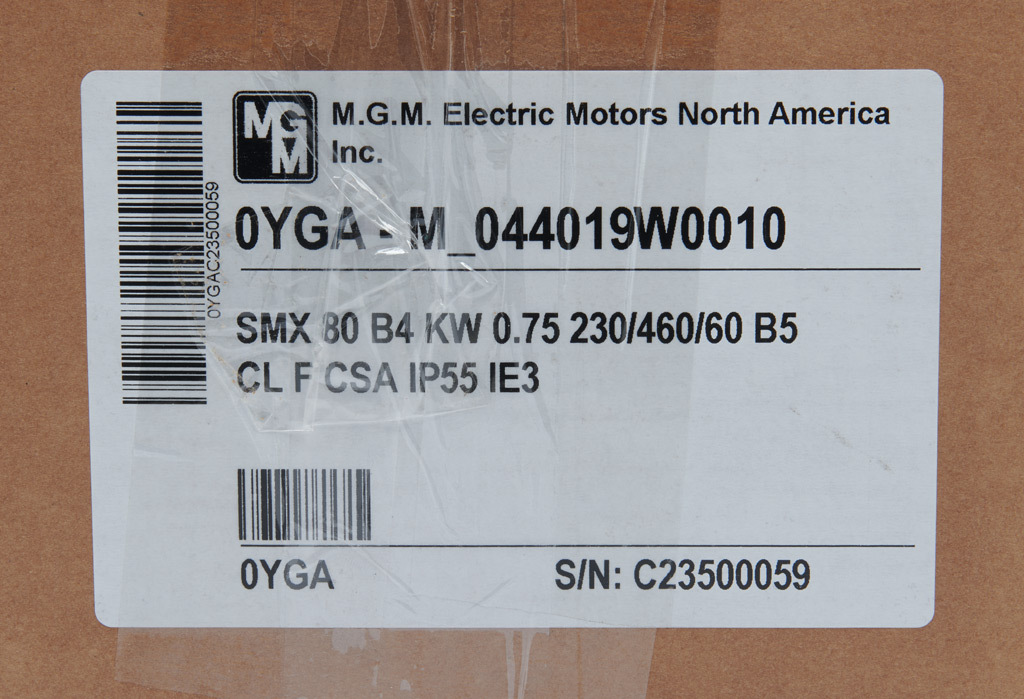 MGM
M.G.M. Electric Motors North America
Inc.
0YGAC23500059
0YGA - M_044019W0010
SMX 80 B4 KW 0.75 230/460/60 B5
CL F CSA IP55 IE3
0YGA
S/N: C23500059